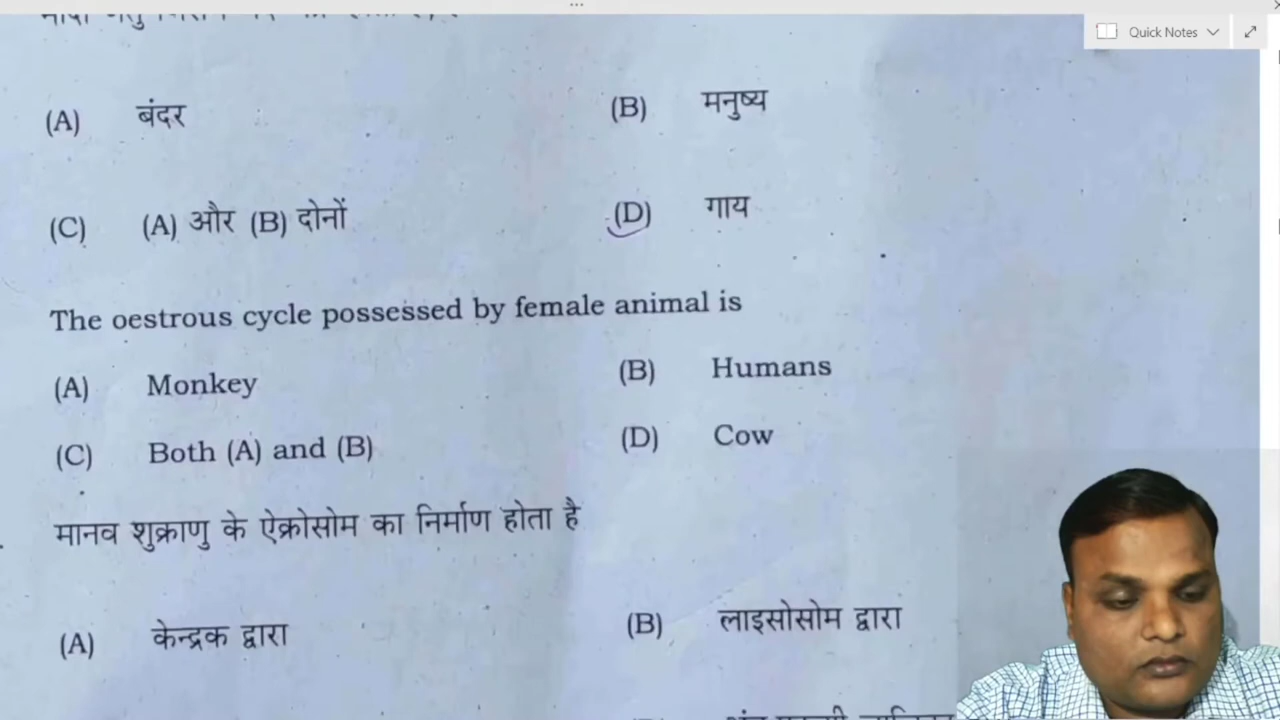 Quick Notes
(A) बंदर (B) मनुष्य
(C) (A) और (B) दोनों (D) गाय
The oestrous cycle possessed by female animal is
(A) Monkey (B) Humans
(C) Both (A) and (B) (D) Cow
मानव शुक्राणु के ऐक्रोसोम का निर्माण होता है
(A) केन्द्रक द्वारा (B) लाइसोसोम द्वारा